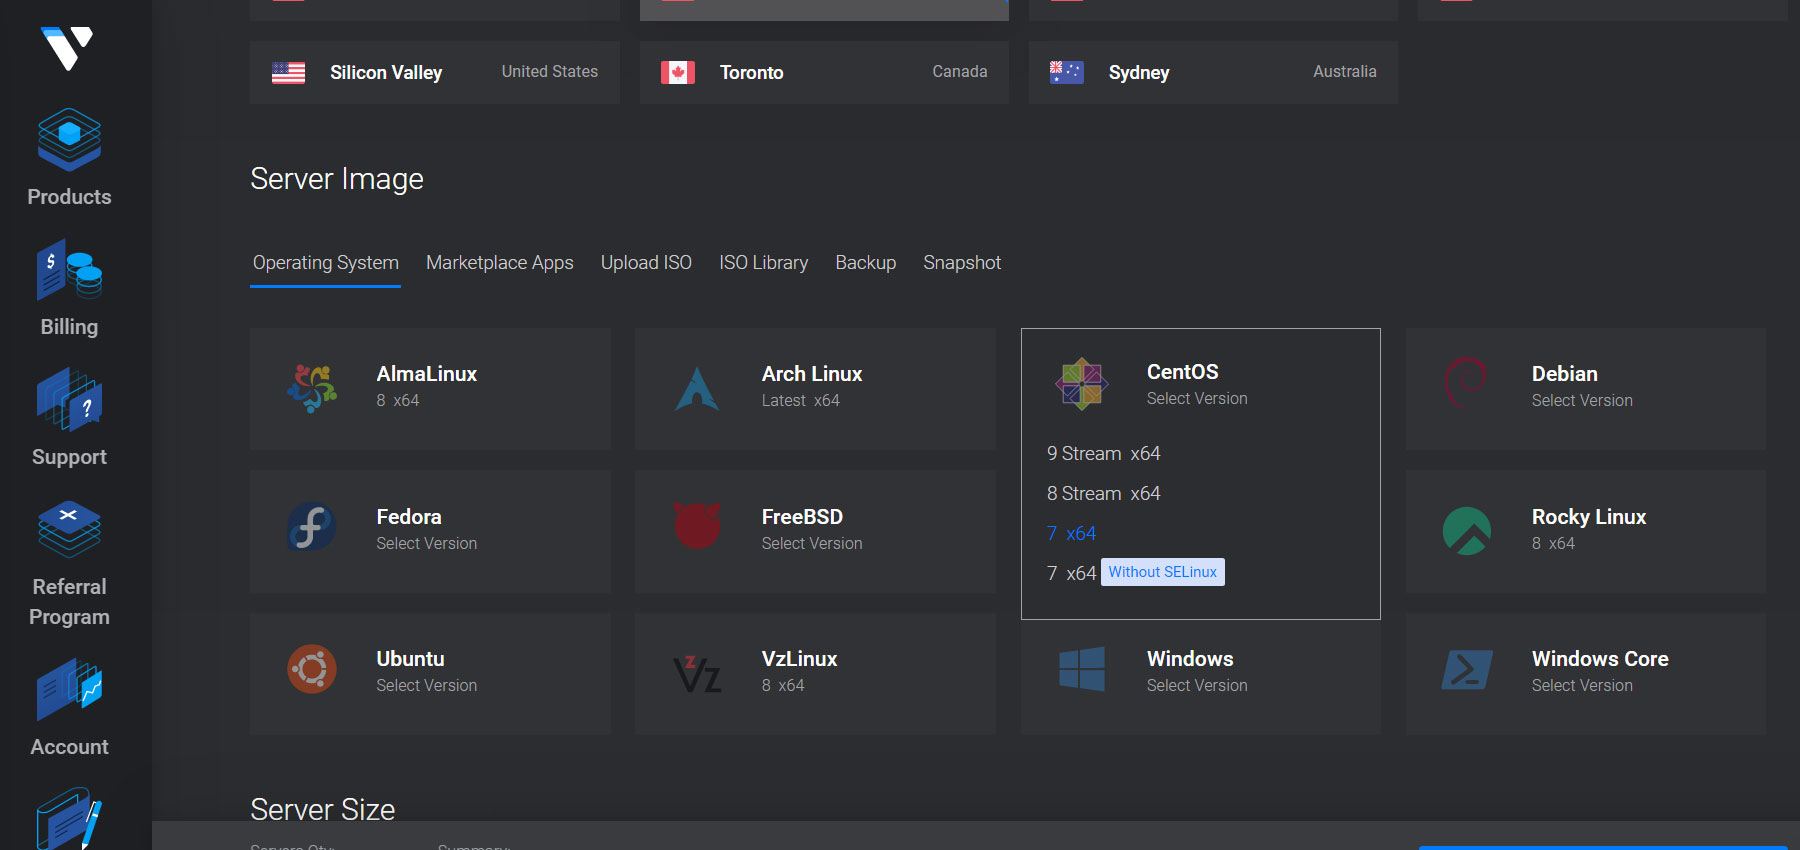 Silicon Valley United States
Toronto Canada
Sydney Australia
Products
Billing
Support
Referral
Program
Account
Server Image
Operating System Marketplace Apps Upload ISO ISO Library Backup Snapshot
AlmaLinux
8 x64
Arch Linux
Latest x64
CentOS
Select Version
9 Stream x64
8 Stream x64
7 x64
7 x64 Without SELinux
Debian
Select Version
Fedora
Select Version
FreeBSD
Select Version
Rocky Linux
8 x64
Ubuntu
Select Version
VzLinux
8 x64
Windows
Select Version
Windows Core
Select Version
Server Size
Servers Qty:
Summary: